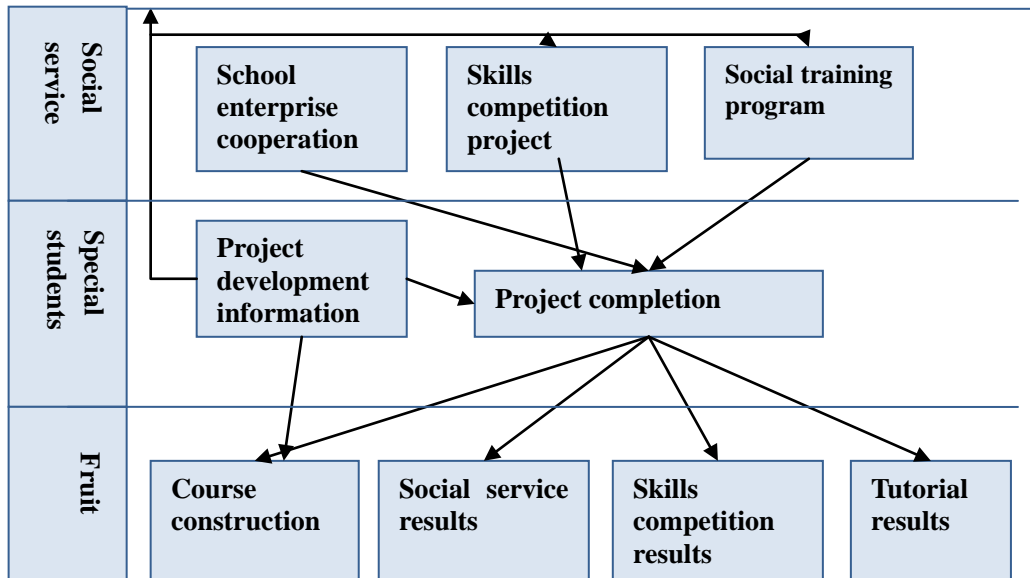 Social
service
School
enterprise
cooperation
Skills
competition
project
Social training
program
Special
students
Project
development
information
Project completion
Fruit
Course
construction
Social service
results
Skills
competition
results
Tutorial
results